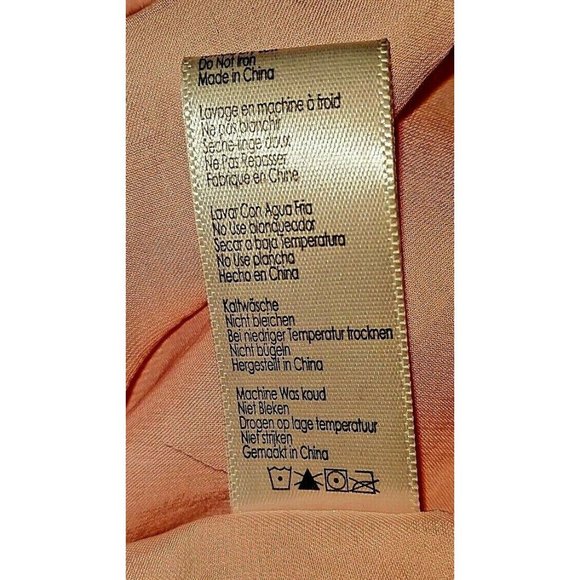 Do Not Iron
Made in China
Lavage en machine à froid
Ne pas blanchir
Seche-linge doux
Ne Pas Repasser
Fabrique en Chine
Lavar Con Agua Fria
No Use planqueador
Secar a baja Temperatura
No Use plancha
Hecho en China
Kaltwäsche
Nicht bleichen
Bei niedriger Temperatur trocknen
Nicht bügeln
Hergestellt in China
Machine Was koud
Niet Bleken
Drogen op lage temperatuur
Niet strijken
Gemaakt in China